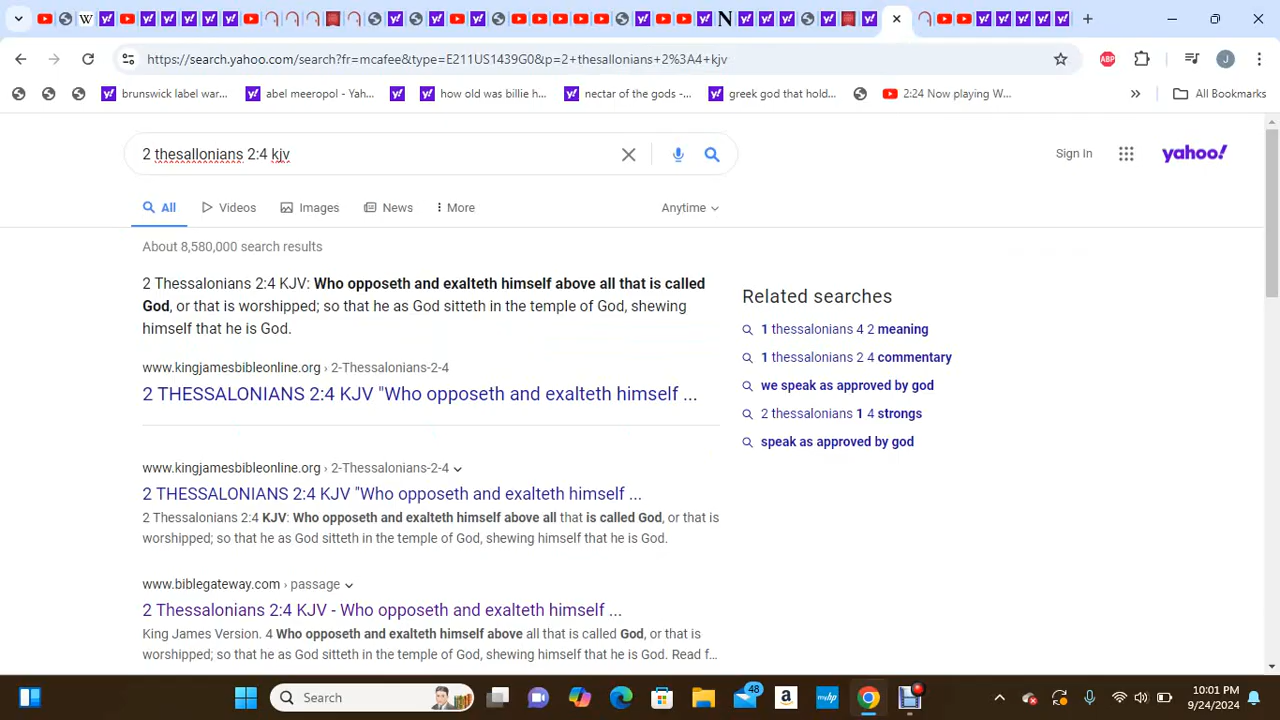 https://search.yahoo.com/search?fr=mcafee&type=E211US1439G0&p=2+thesallonians+2%3A4+kjv
brunswick label war...
abel meeropol - Yah...
how old was billie h...
nectar of the gods -...
greek god that hold...
2:24 Now playing W...
All Bookmarks
2 thesallonians 2:4 kjv
Sign In
yahoo!
All
Videos
Images
News
More
Anytime
About 8,580,000 search results
2 Thessalonians 2:4 KJV: Who opposeth and exalteth himself above all that is called
God, or that is worshipped; so that he as God sitteth in the temple of God, shewing
himself that he is God.
www.kingjamesbibleonline.org › 2-Thessalonians-2-4
2 THESSALONIANS 2:4 KJV "Who opposeth and exalteth himself ...
www.kingjamesbibleonline.org › 2-Thessalonians-2-4
2 THESSALONIANS 2:4 KJV "Who opposeth and exalteth himself ...
2 Thessalonians 2:4 KJV: Who opposeth and exalteth himself above all that is called God, or that is
worshipped; so that he as God sitteth in the temple of God, shewing himself that he is God.
www.biblegateway.com › passage
2 Thessalonians 2:4 KJV - Who opposeth and exalteth himself ...
King James Version. 4 Who opposeth and exalteth himself above all that is called God, or that is
worshipped; so that he as God sitteth in the temple of God, shewing himself that he is God. Read f...
Related searches
1 thessalonians 4 2 meaning
1 thessalonians 2 4 commentary
we speak as approved by god
2 thessalonians 1 4 strongs
speak as approved by god
Search
48
10:01 PM
9/24/2024